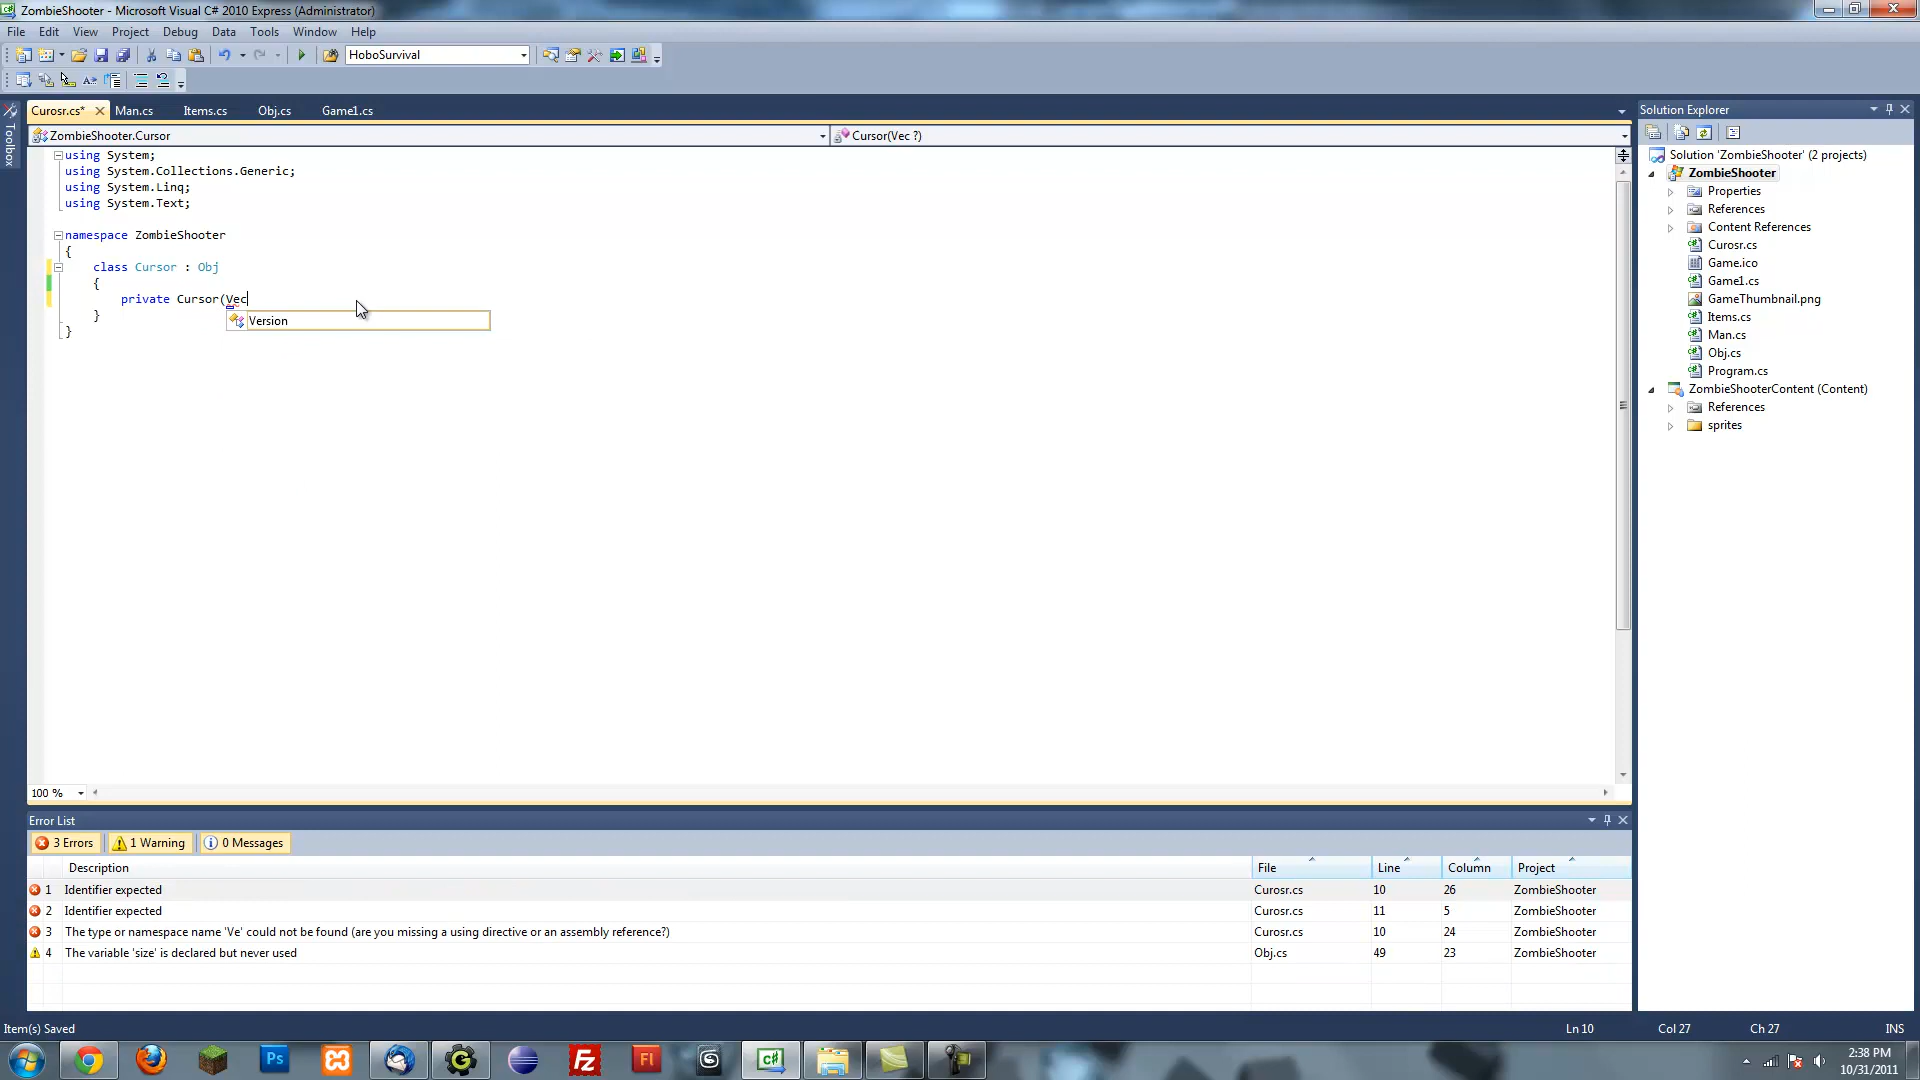 ZombieShooter - Microsoft Visual C# 2010 Express (Administrator)
File Edit View Project Debug Data Tools Window Help
HoboSurvival
Curosr.cs* Man.cs Items.cs Obj.cs Game1.cs
ZombieShooter.Cursor Cursor(Vec ?)
Toolbox
using System;
using System.Collections.Generic;
using System.Linq;
using System.Text;
namespace ZombieShooter
{
class Cursor : Obj
{
private Cursor(Vec
Version
}
}
100 %
Solution Explorer
Solution 'ZombieShooter' (2 projects)
ZombieShooter
Properties
References
Content References
Curosr.cs
Game.ico
Game1.cs
GameThumbnail.png
Items.cs
Man.cs
Obj.cs
Program.cs
ZombieShooterContent (Content)
References
sprites
Error List
3 Errors 1 Warning 0 Messages
Description File Line Column Project
1 Identifier expected Curosr.cs 10 26 ZombieShooter
2 Identifier expected Curosr.cs 11 5 ZombieShooter
3 The type or namespace name 'Ve' could not be found (are you missing a using directive or an assembly reference?) Curosr.cs 10 24 ZombieShooter
4 The variable 'size' is declared but never used Obj.cs 49 23 ZombieShooter
Item(s) Saved Ln 10 Col 27 Ch 27 INS
Ps Fz Fl C#
2:38 PM
10/31/2011